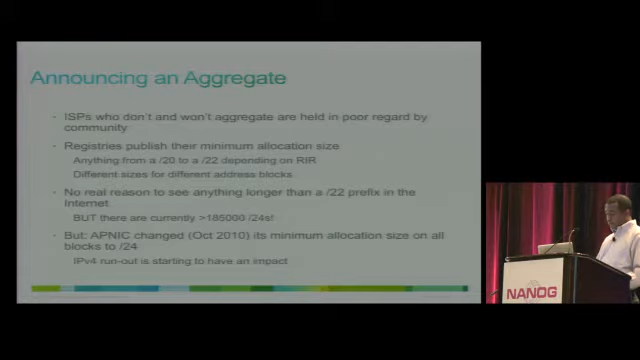 Announcing an Aggregate
ISPs who don't and won't aggregate are held in poor regard by
community
Registries publish their minimum allocation size
Anything from a /20 to a /22 depending on RIR
Different sizes for different address blocks
No real reason to see anything longer than a /22 prefix in the
Internet
BUT there are currently >185000 /24s!
But: APNIC changed (Oct 2010) its minimum allocation size on all
blocks to /24
IPv4 run-out is starting to have an impact
NANOG